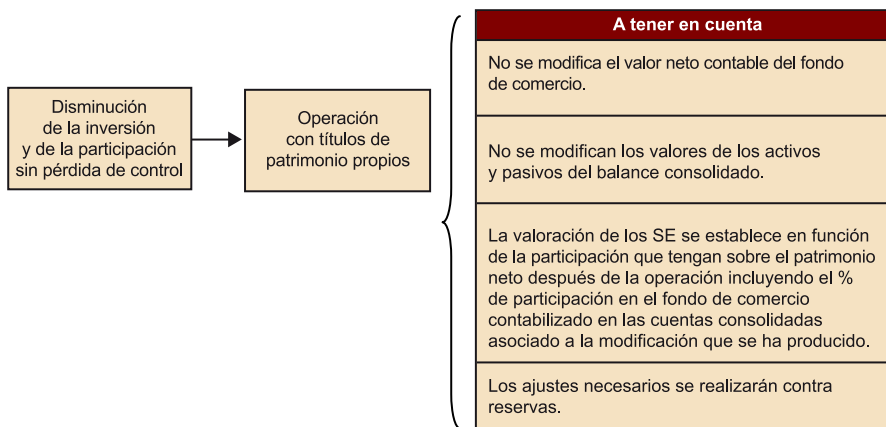 Disminución
de la inversión
y de la participación
sin pérdida de control
Operación
con títulos de
patrimonio propios
A tener en cuenta
No se modifica el valor neto contable del fondo
de comercio.
No se modifican los valores de los activos
y pasivos del balance consolidado.
La valoración de los SE se establece en función
de la participación que tengan sobre el patrimonio
neto después de la operación incluyendo el %
de participación en el fondo de comercio
contabilizado en las cuentas consolidadas
asociado a la modificación que se ha producido.
Los ajustes necesarios se realizarán contra
reservas.